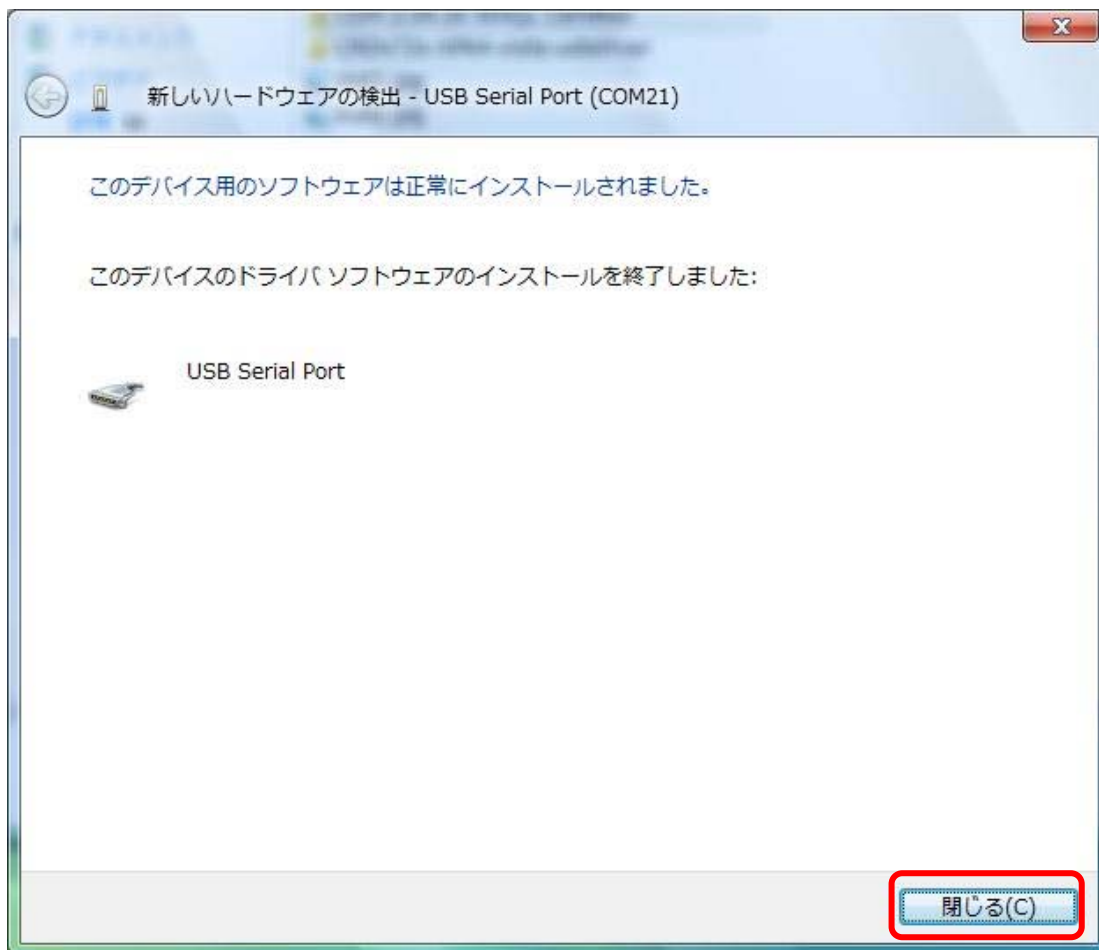 新しいハードウェアの検出 - USB Serial Port (COM21)
このデバイス用のソフトウェアは正常にインストールされました。
このデバイスのドライバ ソフトウェアのインストールを終了しました:
USB Serial Port
閉じる(C)